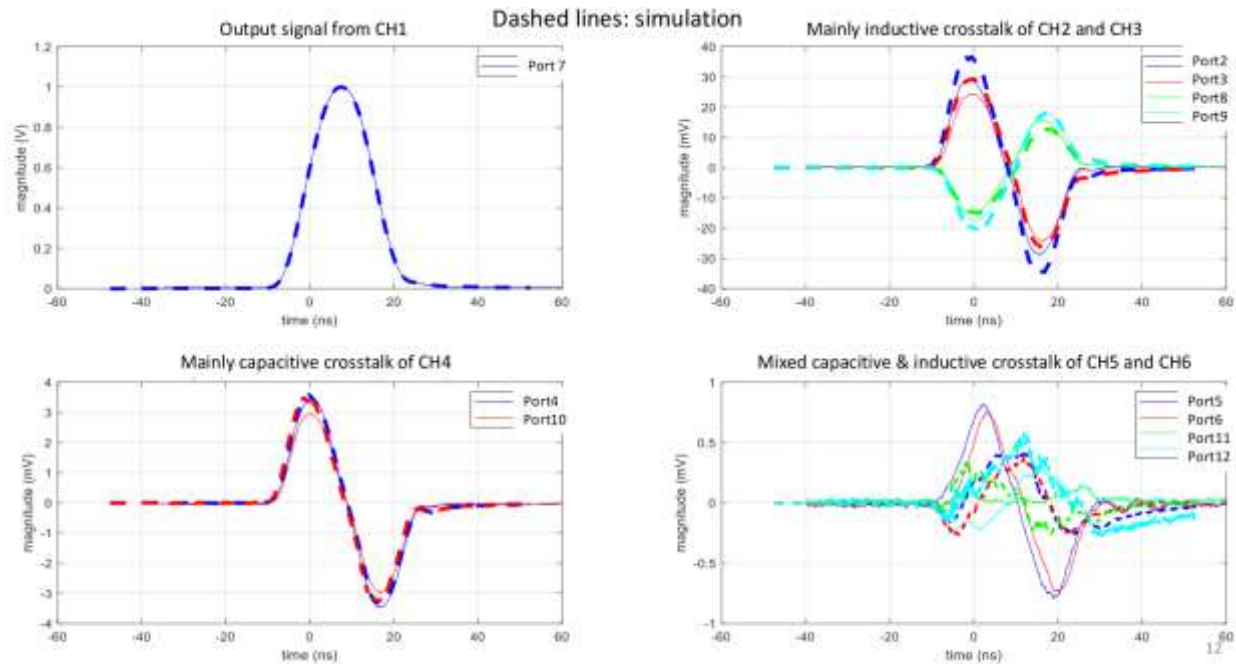 Dashed lines: simulation
Output signal from CH1
Port 7
magnitude (V)
1.2
1
0.8
0.6
0.4
0.2
0
-60 -40 -20 0 20 40 60
time (ns)
Mainly inductive crosstalk of CH2 and CH3
Port2
Port3
Port8
Port9
magnitude (mV)
40
30
20
10
0
-10
-20
-30
-40
-60 -40 -20 0 20 40 60
time (ns)
Mainly capacitive crosstalk of CH4
Port4
Port10
magnitude (mV)
4
3
2
1
0
-1
-2
-3
-4
-60 -40 -20 0 20 40 60
time (ns)
Mixed capacitive & inductive crosstalk of CH5 and CH6
Port5
Port6
Port11
Port12
magnitude (mV)
1
0.5
0
-0.5
-1
-60 -40 -20 0 20 40 60
time (ns)
12